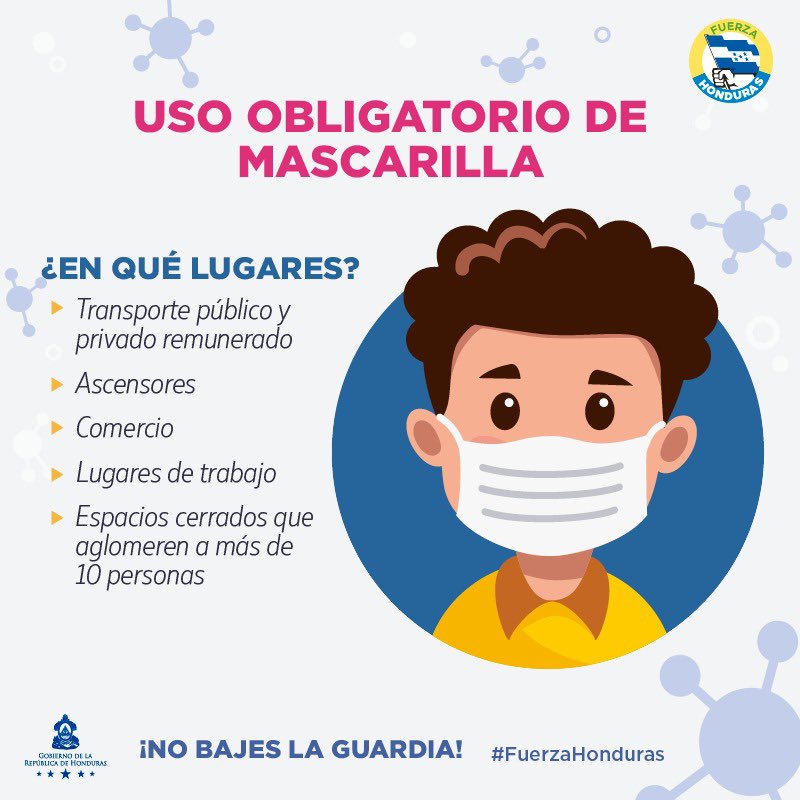 FUERZA
HONDURAS
USO OBLIGATORIO DE
MASCARILLA
¿EN QUÉ LUGARES?
Transporte público y
privado remunerado
Ascensores
Comercio
Lugares de trabajo
Espacios cerrados que
aglomeren a más de
10 personas
GOBIERNO DE LA
REPÚBLICA DE HONDURAS
¡NO BAJES LA GUARDIA!
#FuerzaHonduras